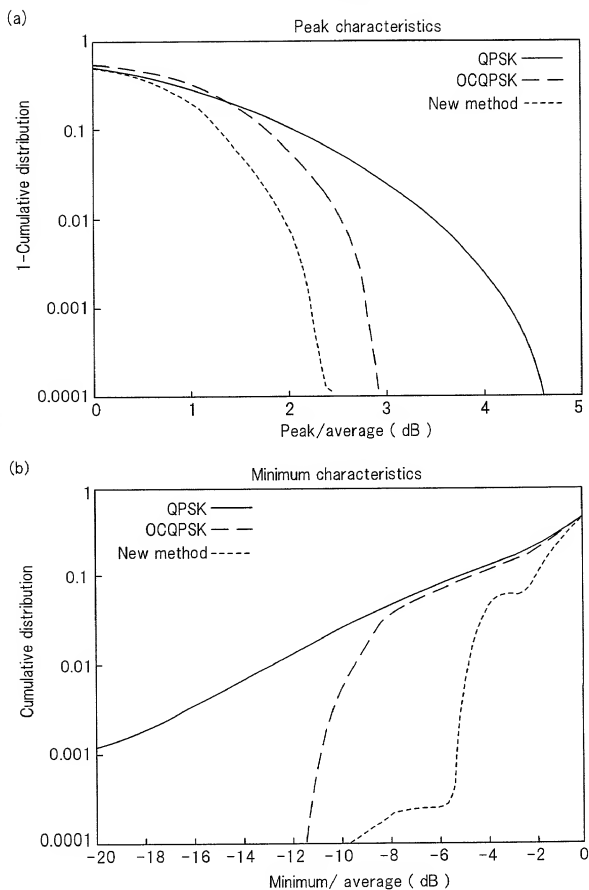 (a)
Peak characteristics
1
0.1
0.01
0.001
0.0001
1-Cumulative distribution
QPSK
OCQPSK
New method
0 1 2 3 4 5
Peak/average ( dB )
(b)
Minimum characteristics
1
0.1
0.01
0.001
0.0001
Cumulative distribution
QPSK
OCQPSK
New method
-20 -18 -16 -14 -12 -10 -8 -6 -4 -2 0
Minimum/ average ( dB )